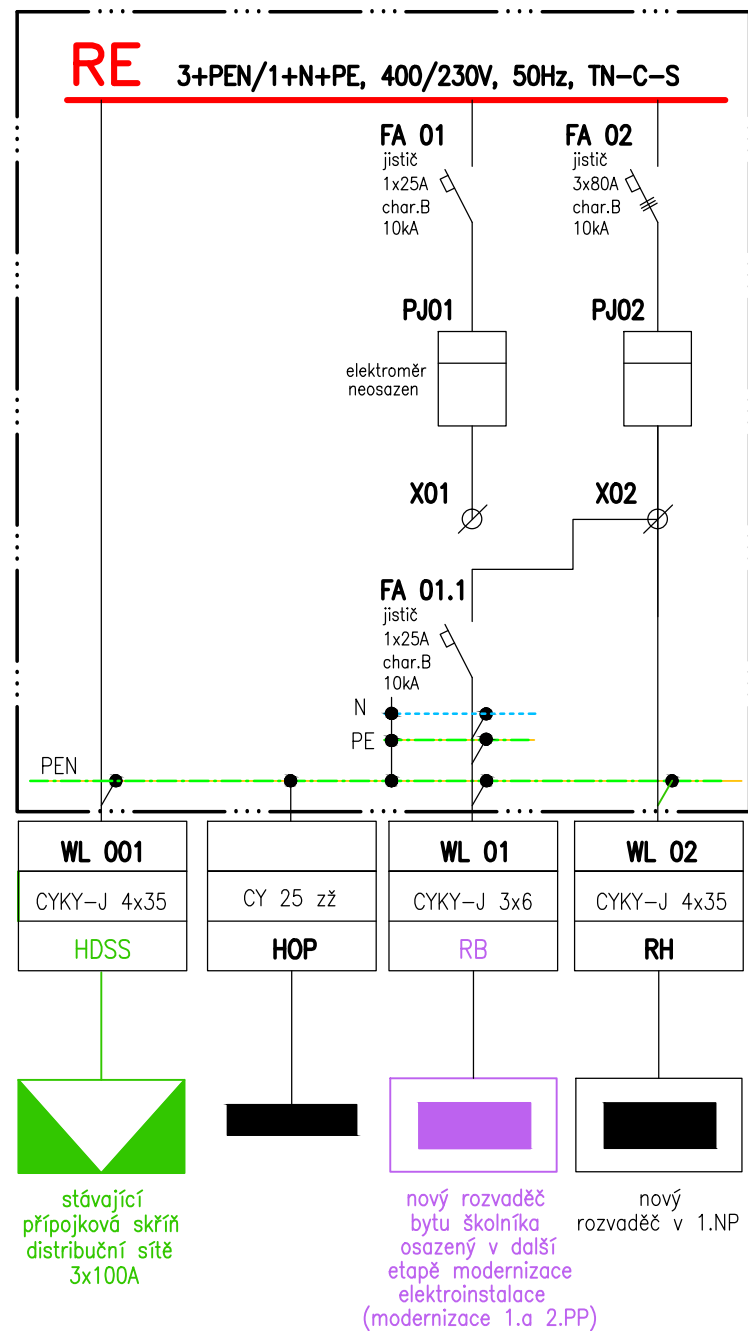 RE
3+PEN/1+N+PE, 400/230V, 50Hz, TN-C-S
FA 01
jistič
1x25A
char.B
10kA
FA 02
jistič
3x80A
char.B
10kA
PJ01
PJ02
elektroměr
neosazen
X01
X02
FA 01.1
jistič
1x25A
char.B
10kA
N
PE
PEN
WL 001
CYKY-J 4x35
HDSS
CY 25 zž
HOP
WL 01
CYKY-J 3x6
RB
WL 02
CYKY-J 4x35
RH
stávající
přípojková skříň
distribuční sítě
3x100A
nový rozvaděč
bytu školníka
osazený v další
etapě modernizace
elektroinstalace
(modernizace 1.a 2.PP)
nový
rozvaděč v 1.NP